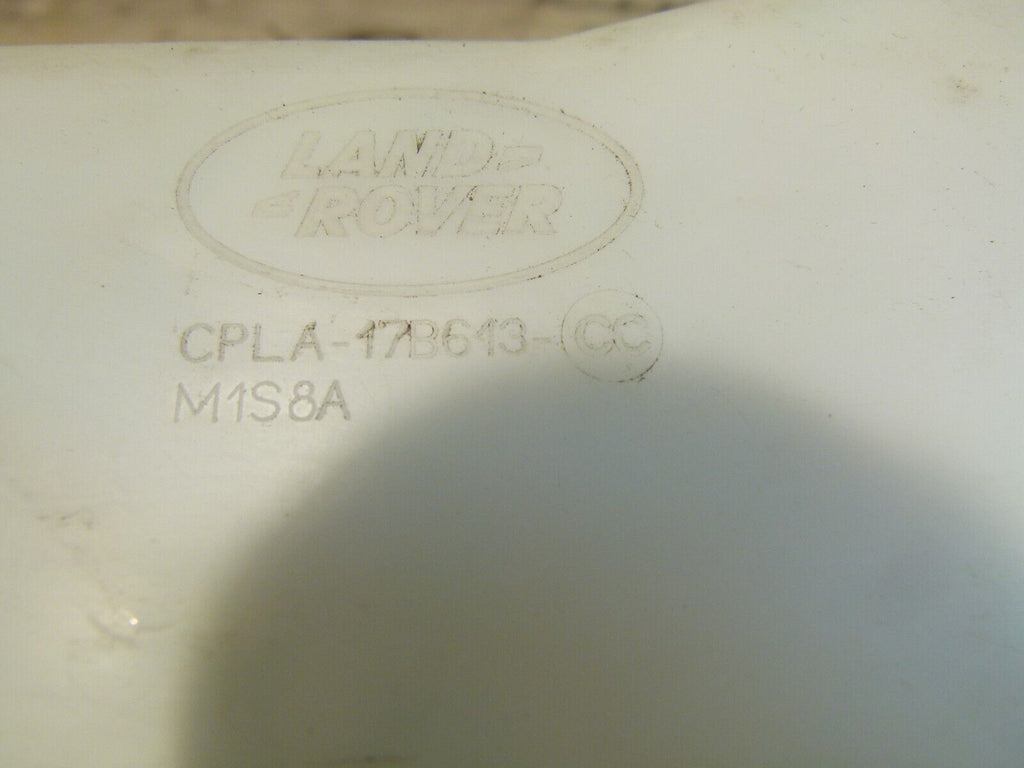 LAND
ROVER
CPLA-17B613-CC
M1S8A